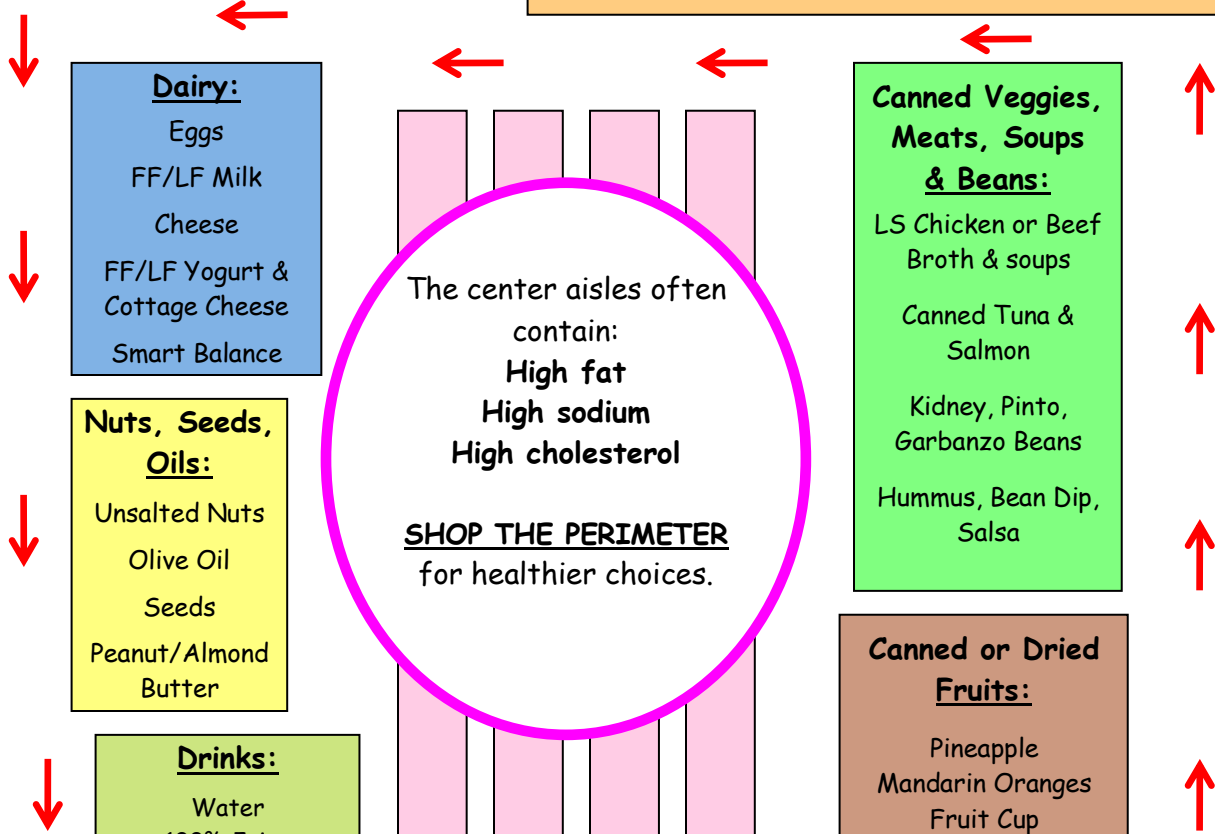 Dairy:
Eggs
FF/LF Milk
Cheese
FF/LF Yogurt &
Cottage Cheese
Smart Balance
Nuts, Seeds,
Oils:
Unsalted Nuts
Olive Oil
Seeds
Peanut/Almond
Butter
Drinks:
Water
The center aisles often
contain:
High fat
High sodium
High cholesterol
SHOP THE PERIMETER
for healthier choices.
Canned Veggies,
Meats, Soups
& Beans:
LS Chicken or Beef
Broth & soups
Canned Tuna &
Salmon
Kidney, Pinto,
Garbanzo Beans
Hummus, Bean Dip,
Salsa
Canned or Dried
Fruits:
Pineapple
Mandarin Oranges
Fruit Cup